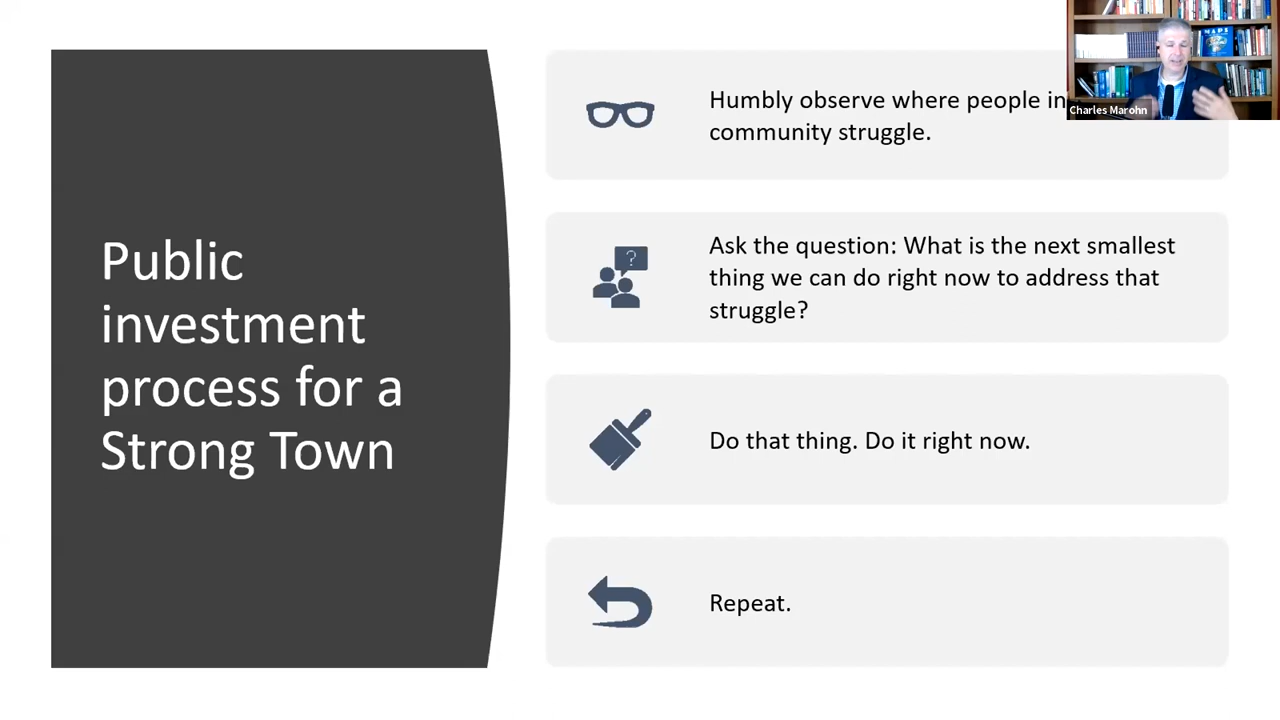 Public
investment
process for a
Strong Town
Humbly observe where people in
community struggle.
?
Ask the question: What is the next smallest
thing we can do right now to address that
struggle?
Do that thing. Do it right now.
Repeat.
MAPS
Charles Marohn